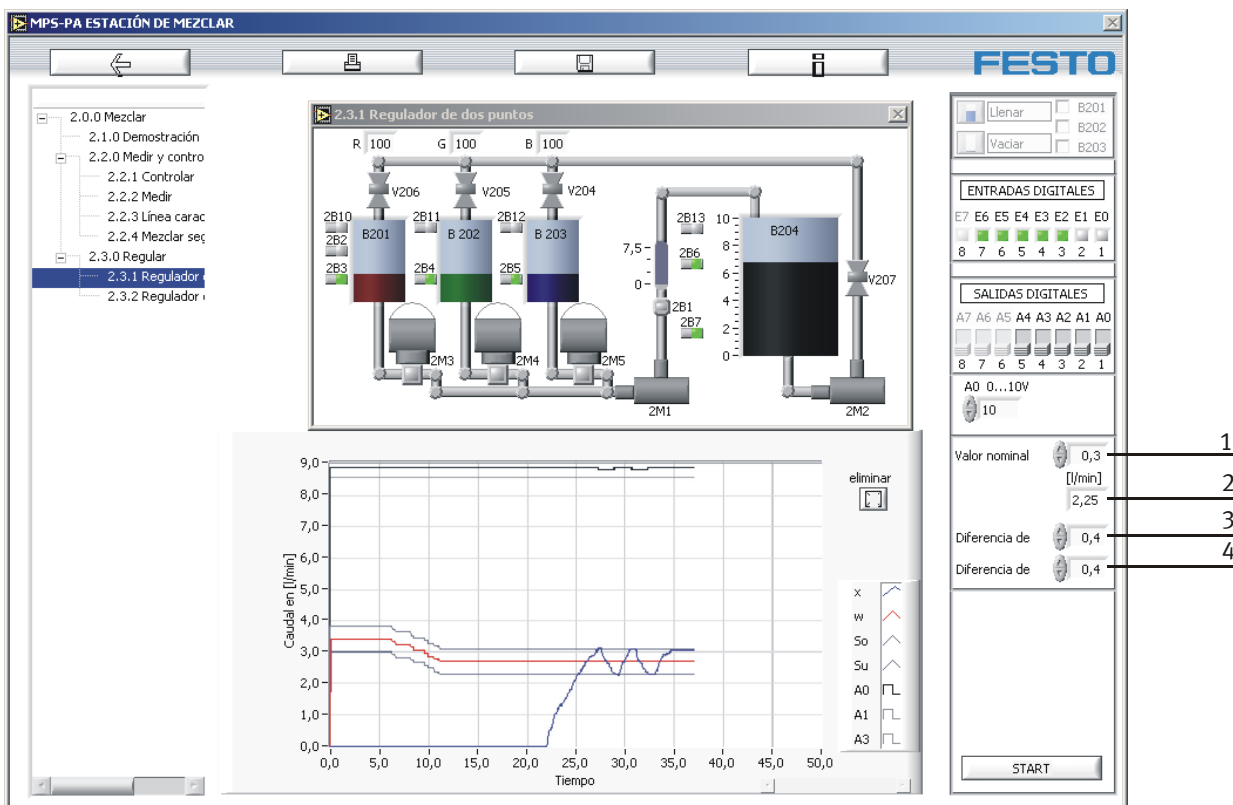 MPS-PA ESTACIÓN DE MEZCLAR
FESTO
2.0.0 Mezclar
2.1.0 Demostración
2.2.0 Medir y contro
2.2.1 Controlar
2.2.2 Medir
2.2.3 Línea carac
2.2.4 Mezclar seg
2.3.0 Regular
2.3.1 Regulador
2.3.2 Regulador
2.3.1 Regulador de dos puntos
R 100 G 100 B 100
V206 V205 V204
2B10 2B11 2B12 2B13
2B2
2B3 2B4 2B5
B201 B 202 B 203 B204
7,5
0
2B6
2B1
2B7
10
8
6
4
2
0
V207
2M3 2M4 2M5
2M1 2M2
Llenar
Vaciar
B201
B202
B203
ENTRADAS DIGITALES
E7 E6 E5 E4 E3 E2 E1 E0
8 7 6 5 4 3 2 1
SALIDAS DIGITALES
A7 A6 A5 A4 A3 A2 A1 A0
8 7 6 5 4 3 2 1
A0 0...10V
10
Valor nominal 0,3 1
[l/min]
2,25 2
Diferencia de 0,4 3
Diferencia de 0,4 4
START
eliminar
x
w
So
Su
A0
A1
A3
Caudal en [l/min]
9,0
8,0
7,0
6,0
5,0
4,0
3,0
2,0
1,0
0,0
0,0 5,0 10,0 15,0 20,0 25,0 30,0 35,0 40,0 45,0 50,0
Tiempo